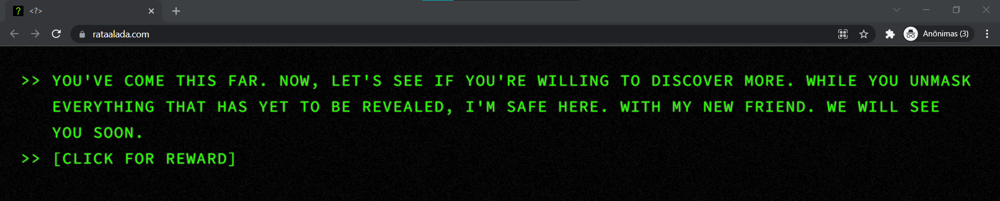 ? <?>
rataalada.com
Anônimas (3)
>> YOU'VE COME THIS FAR. NOW, LET'S SEE IF YOU'RE WILLING TO DISCOVER MORE. WHILE YOU UNMASK
EVERYTHING THAT HAS YET TO BE REVEALED, I'M SAFE HERE. WITH MY NEW FRIEND. WE WILL SEE
YOU SOON.
>> [CLICK FOR REWARD]